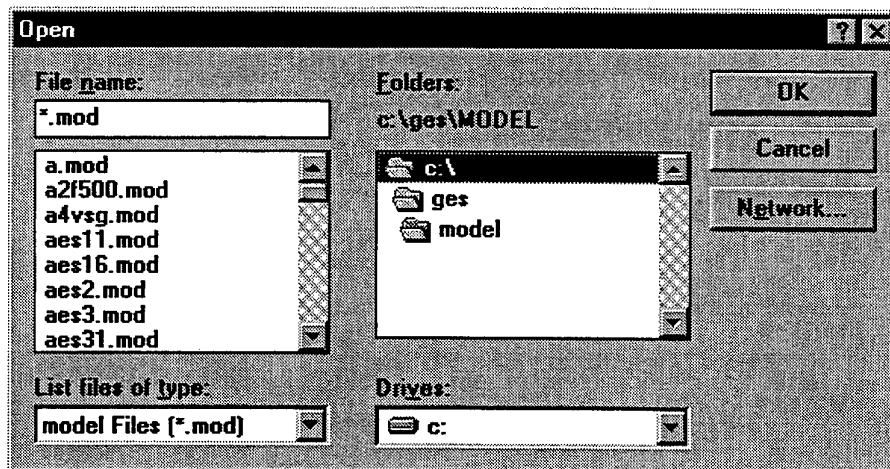 Open
File name:
*.mod
a.mod
a2f500.mod
a4vsg.mod
aes11.mod
aes16.mod
aes2.mod
aes3.mod
aes31.mod
List files of type:
model Files (*.mod)
Folders:
c:\ges\MODEL
c:\
ges
model
Drives:
c:
OK
Cancel
Network...